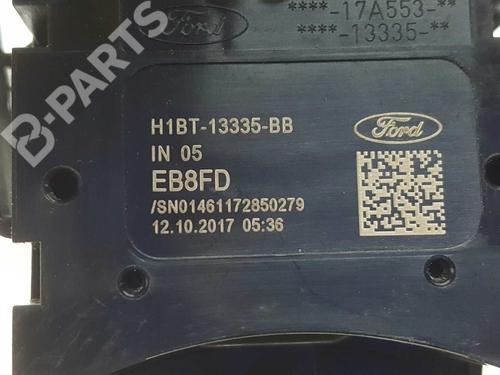 Ford
****-17A553-**
****-13335-**
H1BT-13335-BB
Ford
IN 05
EB8FD
/SN01461172850279
12.10.2017 05:36
B-PARTS